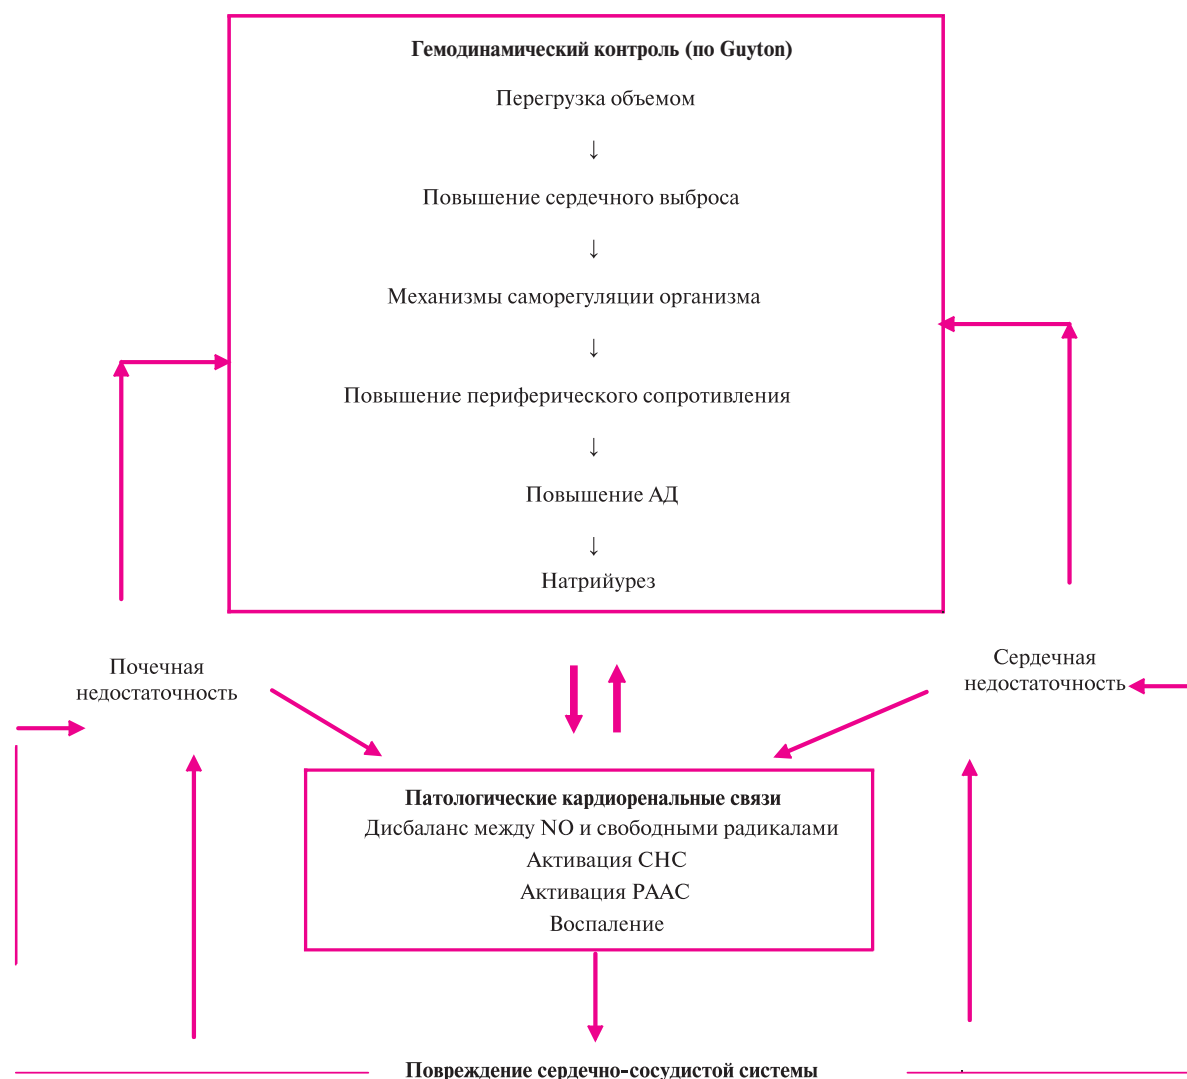 Гемодинамический контроль (по Guyton)
Перегрузка объемом
↓
Повышение сердечного выброса
↓
Механизмы саморегуляции организма
↓
Повышение периферического сопротивления
↓
Повышение АД
↓
Натрийурез
Почечная
недостаточность
Сердечная
недостаточность
Патологические кардиоренальные связи
Дисбаланс между NO и свободными радикалами
Активация СНС
Активация РААС
Воспаление
Повреждение сердечно-сосудистой системы